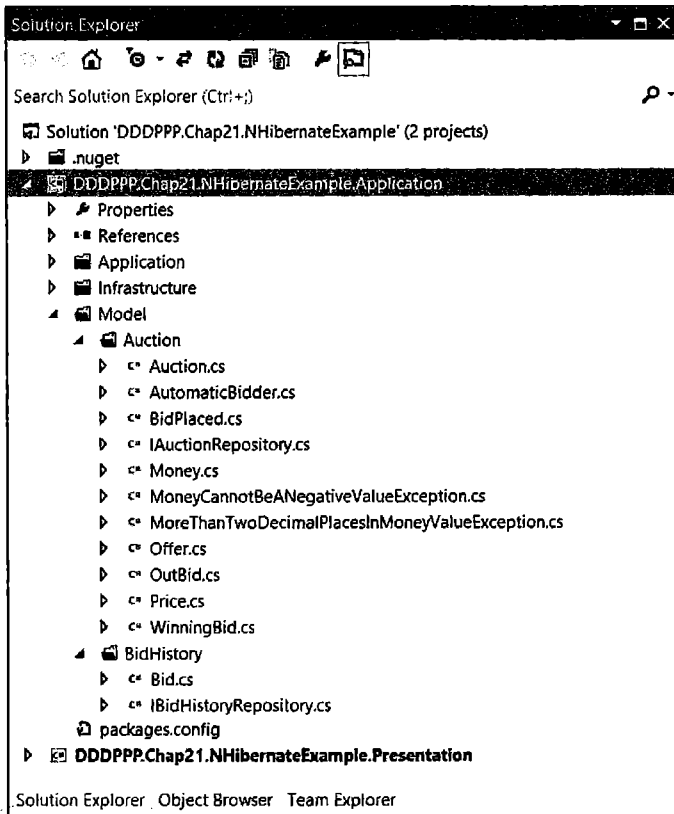 Solution Explorer
Search Solution Explorer (Ctrl+;)
Solution 'DDDPPP.Chap21.NHibernateExample' (2 projects)
.nuget
DDDPPP.Chap21.NHibernateExample.Application
Properties
References
Application
Infrastructure
Model
Auction
C# Auction.cs
C# AutomaticBidder.cs
C# BidPlaced.cs
C# IAuctionRepository.cs
C# Money.cs
C# MoneyCannotBeANegativeValueException.cs
C# MoreThanTwoDecimalPlacesInMoneyValueException.cs
C# Offer.cs
C# OutBid.cs
C# Price.cs
C# WinningBid.cs
BidHistory
C# Bid.cs
C# IBidHistoryRepository.cs
packages.config
DDDPPP.Chap21.NHibernateExample.Presentation
Solution Explorer Object Browser Team Explorer